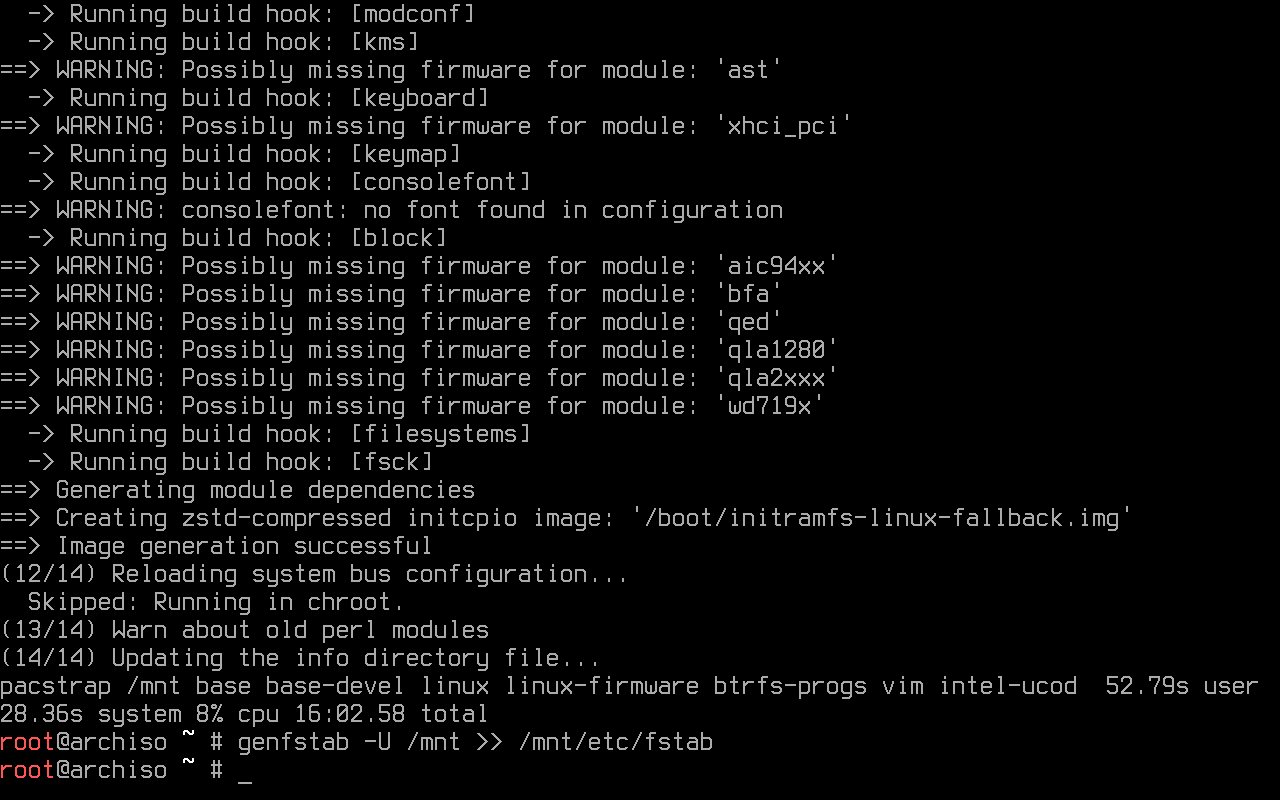 -> Running build hook: [modconf]
  -> Running build hook: [kms]
==> WARNING: Possibly missing firmware for module: 'ast'
  -> Running build hook: [keyboard]
==> WARNING: Possibly missing firmware for module: 'xhci_pci'
  -> Running build hook: [keymap]
  -> Running build hook: [consolefont]
==> WARNING: consolefont: no font found in configuration
  -> Running build hook: [block]
==> WARNING: Possibly missing firmware for module: 'aic94xx'
==> WARNING: Possibly missing firmware for module: 'bfa'
==> WARNING: Possibly missing firmware for module: 'qed'
==> WARNING: Possibly missing firmware for module: 'qla1280'
==> WARNING: Possibly missing firmware for module: 'qla2xxx'
==> WARNING: Possibly missing firmware for module: 'wd719x'
  -> Running build hook: [filesystems]
  -> Running build hook: [fsck]
==> Generating module dependencies
==> Creating zstd-compressed initcpio image: '/boot/initramfs-linux-fallback.img'
==> Image generation successful
(12/14) Reloading system bus configuration...
  Skipped: Running in chroot.
(13/14) Warn about old perl modules
(14/14) Updating the info directory file...
pacstrap /mnt base base-devel linux linux-firmware btrfs-progs vim intel-ucod  52.79s user
28.36s system 8% cpu 16:02.58 total
root@archiso ~ # genfstab -U /mnt >> /mnt/etc/fstab
root@archiso ~ # _